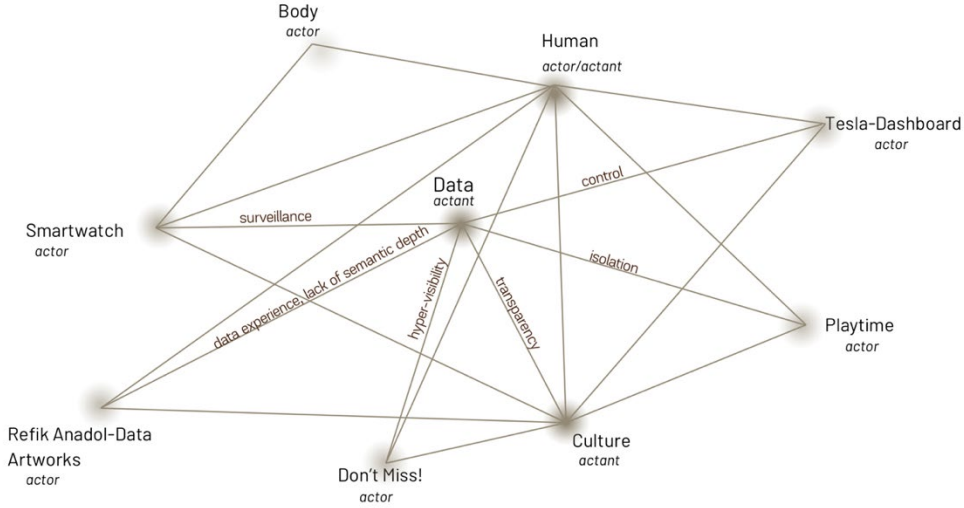 Body
actor
Human
actor/actant
Tesla-Dashboard
actor
control
Data
actant
surveillance
Smartwatch
actor
data experience, lack of semantic depth
hyper-visibility
transparency
isolation
Playtime
actor
Refik Anadol-Data
Artworks
actor
Don't Miss!
actor
Culture
actant